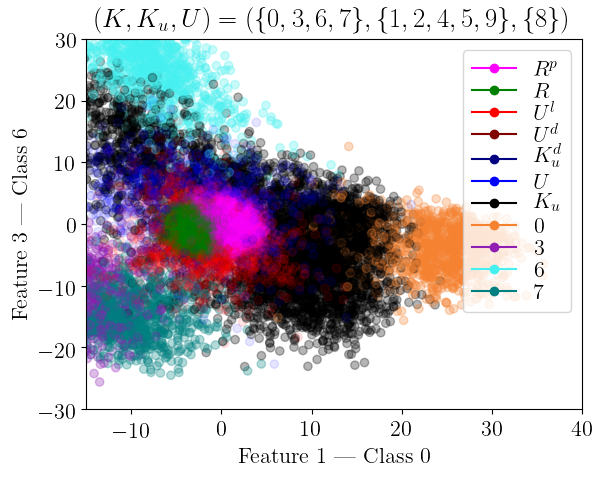 (K, K_u, U) = ({0, 3, 6, 7}, {1, 2, 4, 5, 9}, {8})
30
20
10
0
−10
−20
−30
Feature 3 — Class 6
R^p
R
U^l
U^d
K_u^d
U
K_u
0
3
6
7
−10
0
10
20
30
40
Feature 1 — Class 0